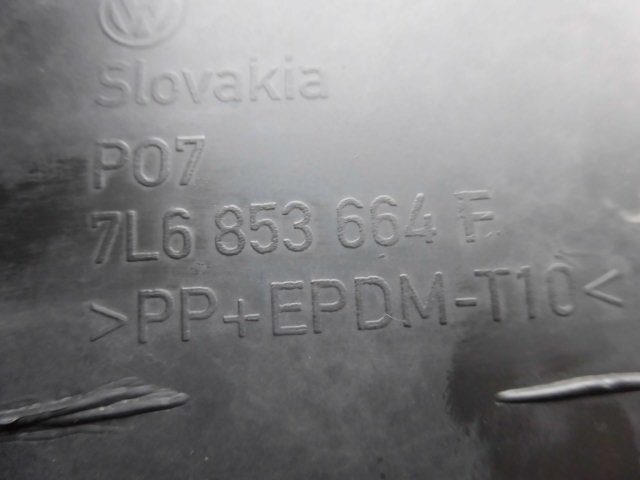 Slovakia
P07
7L6 853 664 F
>PP+EPDM-T10<